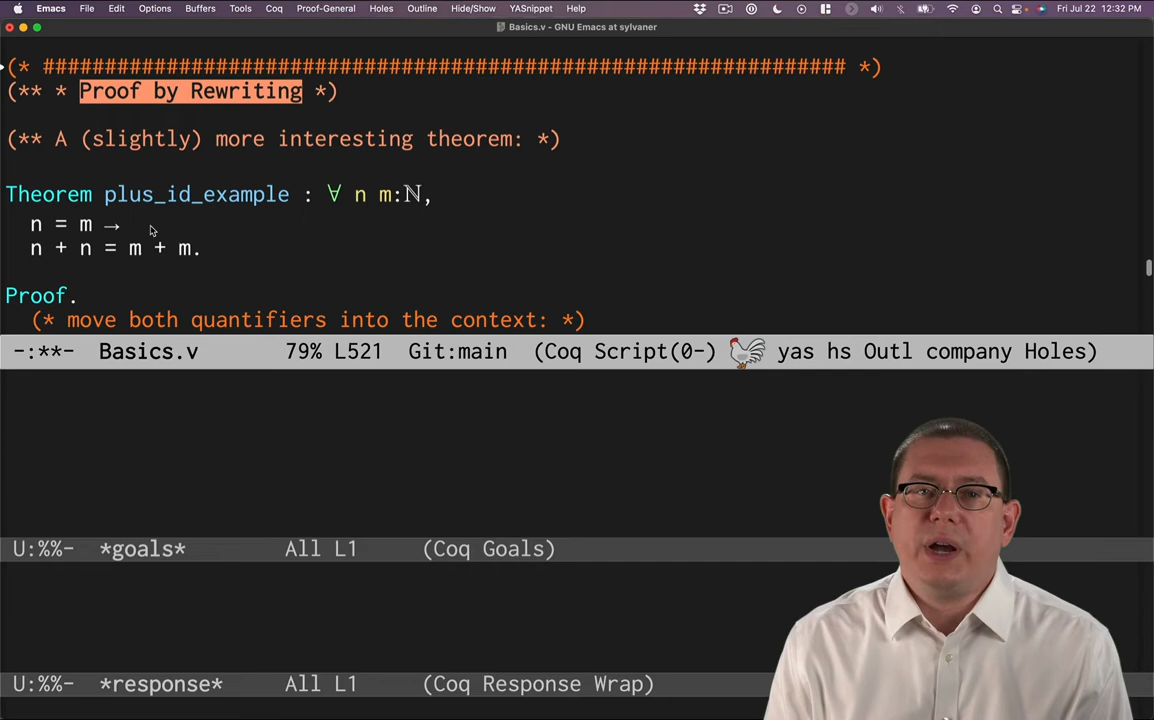 Emacs File Edit Options Buffers Tools Coq Proof-General Holes Outline Hide/Show YASnippet Help Fri Jul 22 12:32 PM
Basics.v - GNU Emacs at sylvaner
(* ################################################################# *)
(** * Proof by Rewriting *)
(** A (slightly) more interesting theorem: *)
Theorem plus_id_example : ∀ n m:ℕ,
n = m →
n + n = m + m.
Proof.
(* move both quantifiers into the context: *)
-:**- Basics.v 79% L521 Git:main (Coq Script(0-) yas hs Outl company Holes)
U:%%- *goals* All L1 (Coq Goals)
U:%%- *response* All L1 (Coq Response Wrap)